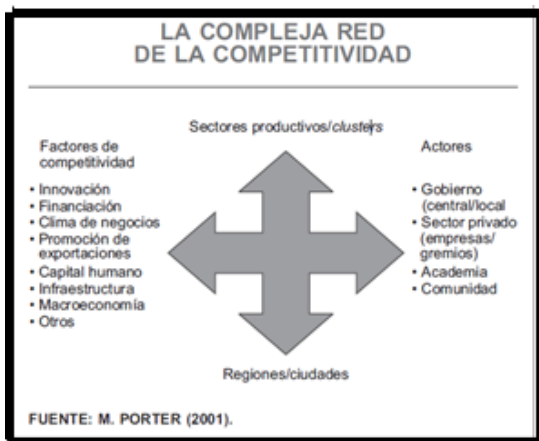 LA COMPLEJA RED
DE LA COMPETITIVIDAD
Sectores productivos/clusters
Factores de
competitividad
• Innovación
• Financiación
• Clima de negocios
• Promoción de
exportaciones
• Capital humano
• Infraestructura
• Macroeconomía
• Otros
Actores
• Gobierno
(central/local
• Sector privado
(empresas/
gremios)
• Academia
• Comunidad
Regiones/ciudades
FUENTE: M. PORTER (2001).